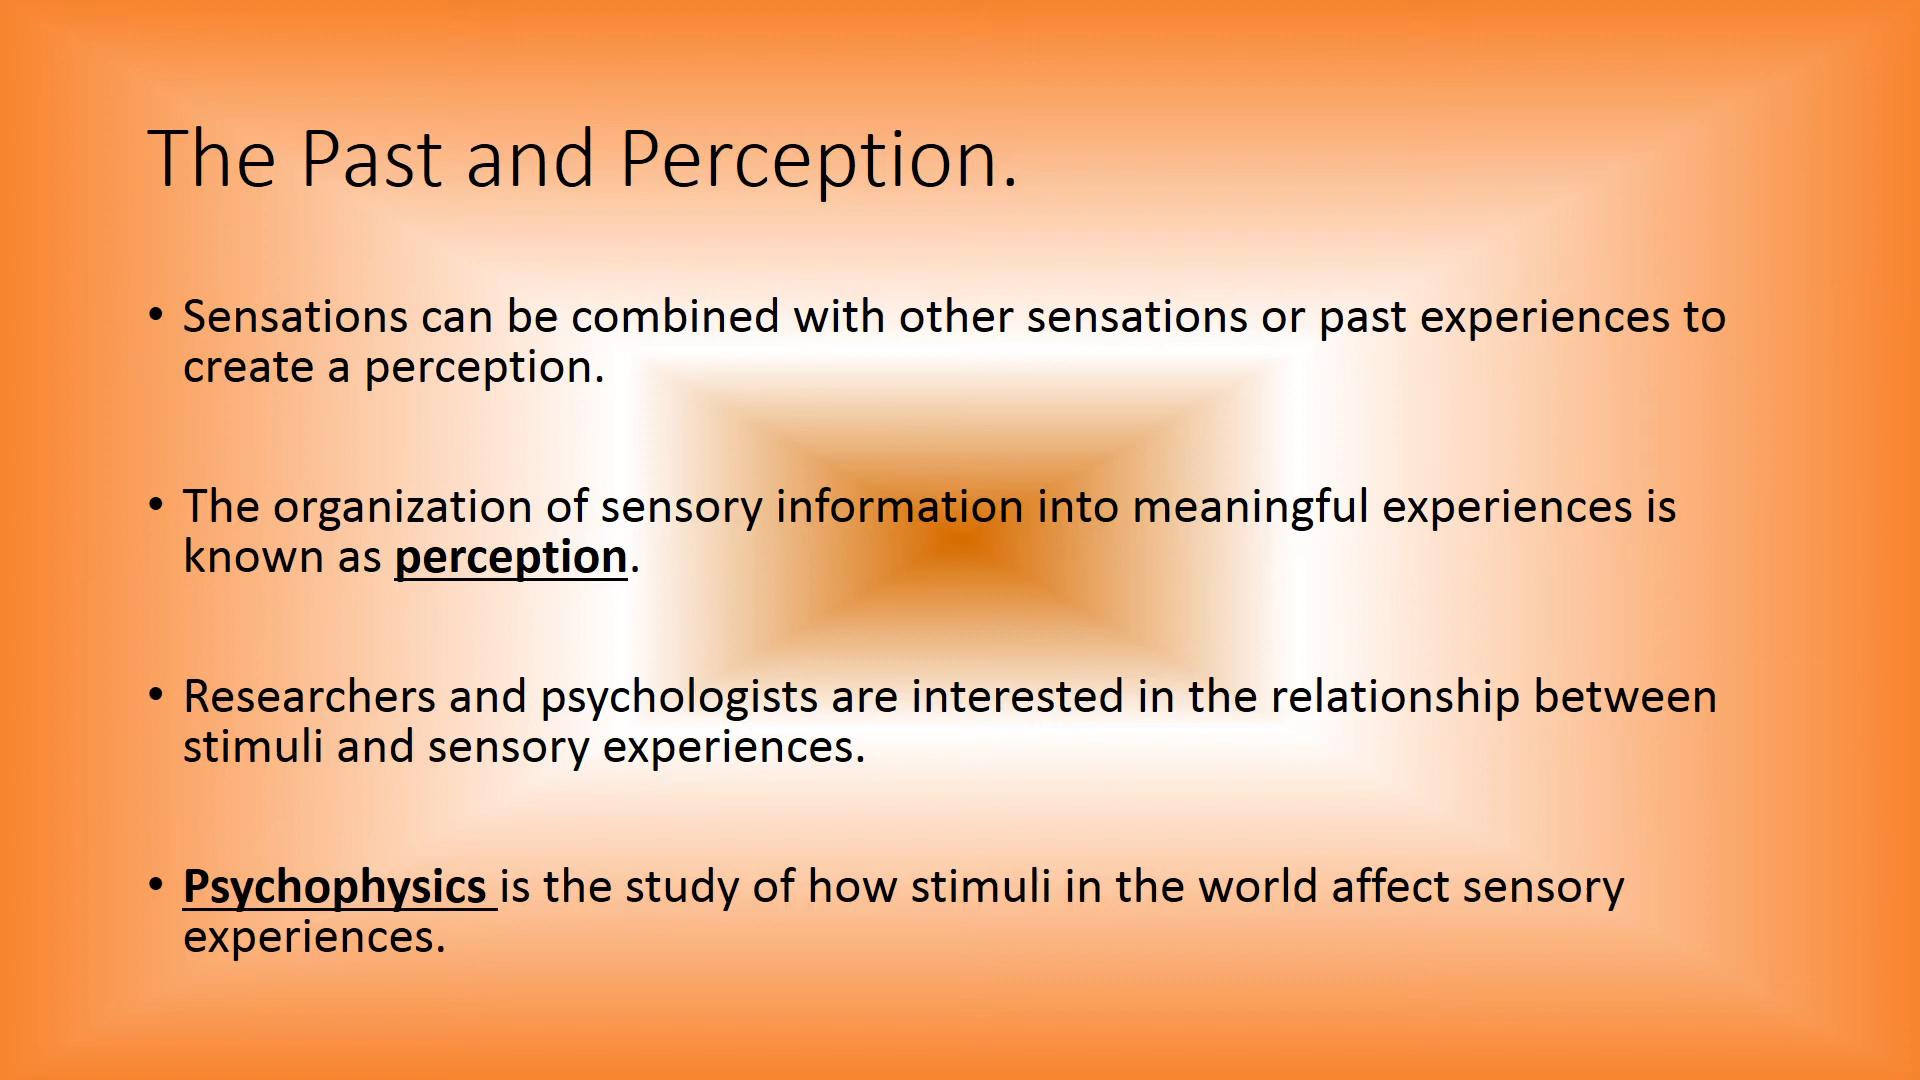 The Past and Perception.
• Sensations can be combined with other sensations or past experiences to
create a perception.
• The organization of sensory information into meaningful experiences is
known as perception.
• Researchers and psychologists are interested in the relationship between
stimuli and sensory experiences.
• Psychophysics is the study of how stimuli in the world affect sensory
experiences.